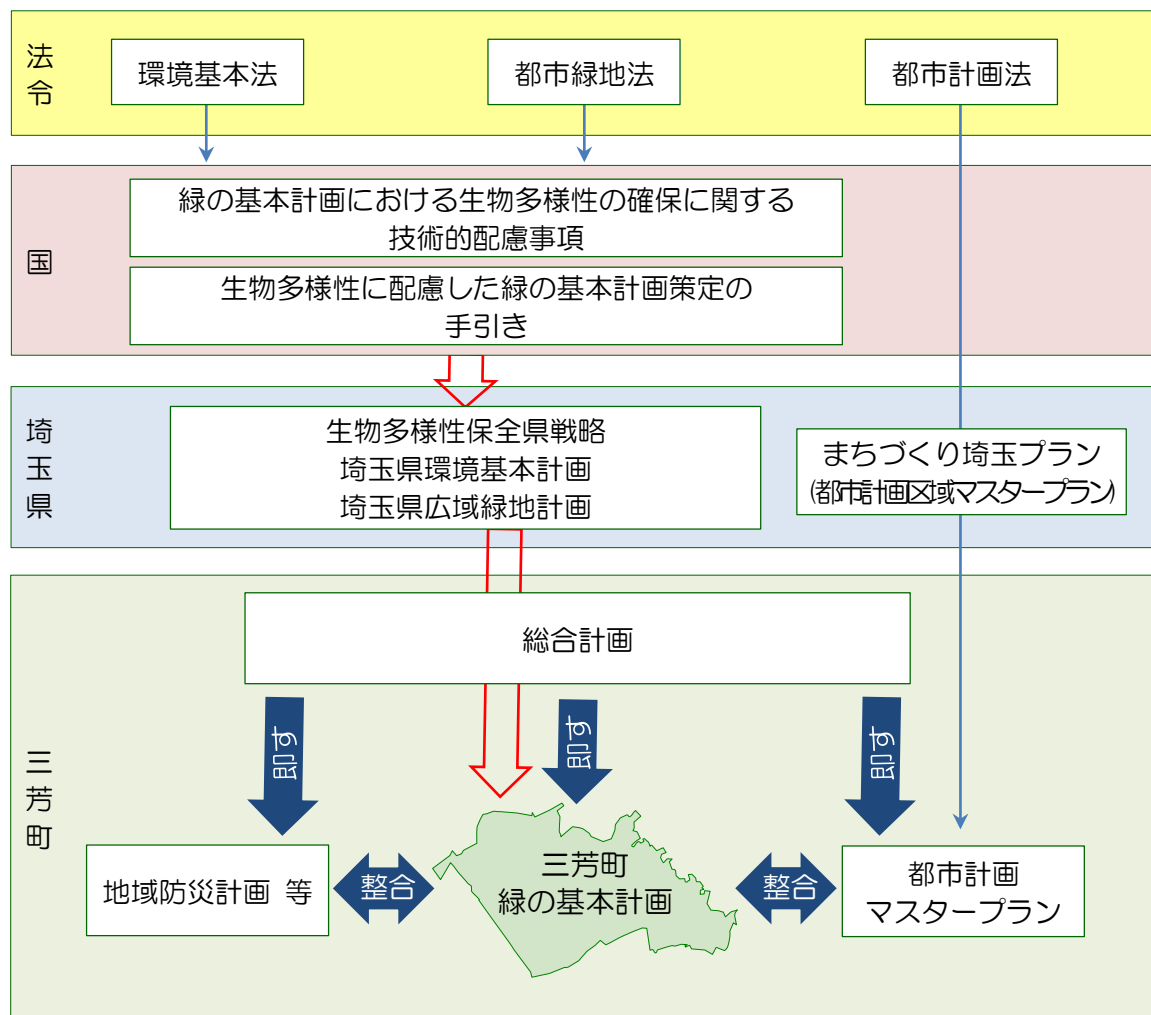 法令
環境基本法
都市緑地法
都市計画法
国
緑の基本計画における生物多様性の確保に関する
技術的配慮事項
生物多様性に配慮した緑の基本計画策定の
手引き
埼玉県
生物多様性保全県戦略
埼玉県環境基本計画
埼玉県広域緑地計画
まちづくり埼玉プラン
(都市計画区域マスタープラン)
三芳町
総合計画
即す
即す
即す
地域防災計画 等
整合
三芳町
緑の基本計画
整合
都市計画
マスタープラン